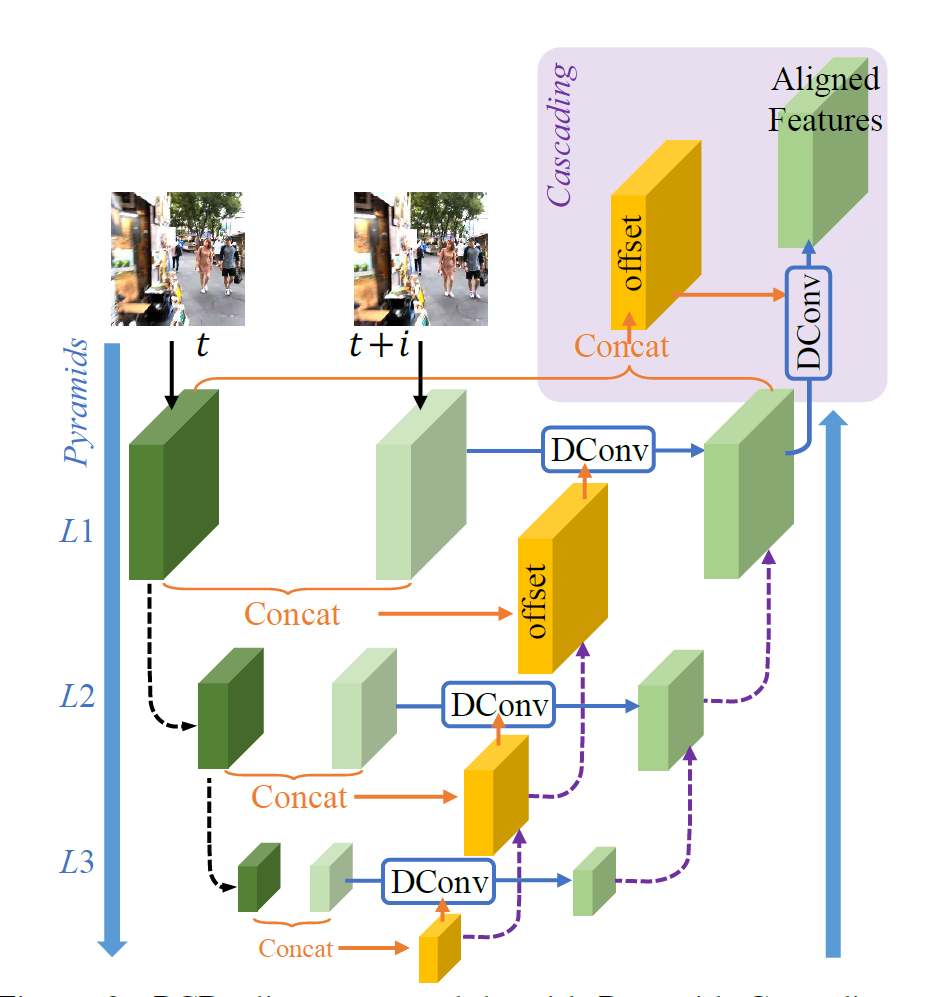 Cascading
Aligned
Features
offset
DConv
t
t+i
Concat
Pyramids
DConv
L1
offset
Concat
L2
DConv
Concat
L3
DConv
Concat